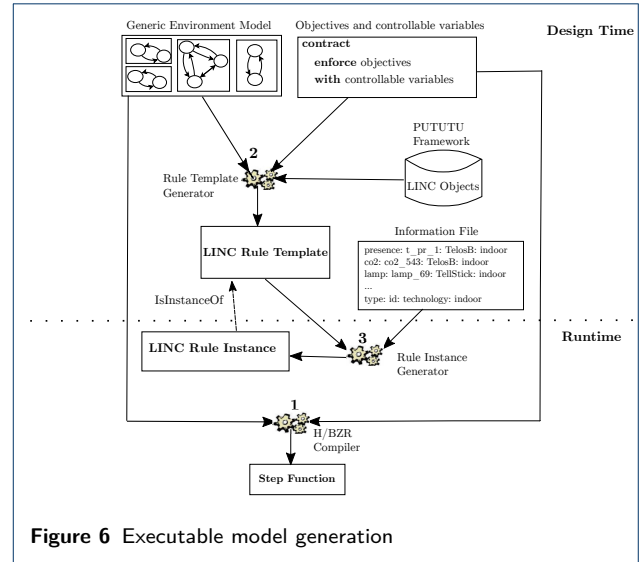 Generic Environment Model
Objectives and controllable variables
Design Time
contract
enforce objectives
with controllable variables
PUTUTU
Framework
2
Rule Template
Generator
LINC Objects
LINC Rule Template
Information File
presence: t_pr_1: TelosB: indoor
co2: co2_543: TelosB: indoor
lamp: lamp_69: TellStick: indoor
...
type: id: technology: indoor
IsInstanceOf
Runtime
LINC Rule Instance
3
Rule Instance
Generator
1
H/BZR
Compiler
Step Function
Figure 6 Executable model generation